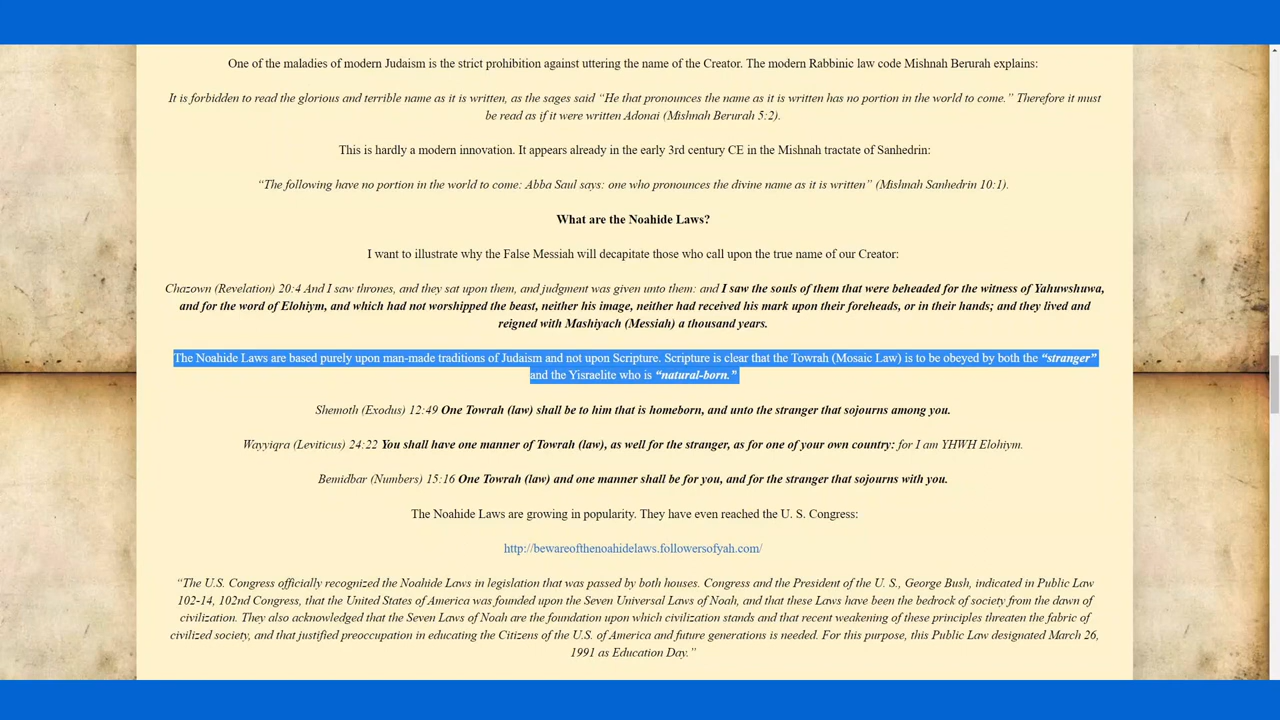 One of the maladies of modern Judaism is the strict prohibition against uttering the name of the Creator. The modern Rabbinic law code Mishnah Berurah explains:
It is forbidden to read the glorious and terrible name as it is written, as the sages said “He that pronounces the name as it is written has no portion in the world to come.” Therefore it must
be read as if it were written Adonai (Mishnah Berurah 5:2).
This is hardly a modern innovation. It appears already in the early 3rd century CE in the Mishnah tractate of Sanhedrin:
“The following have no portion in the world to come: Abba Saul says: one who pronounces the divine name as it is written” (Mishnah Sanhedrin 10:1).
What are the Noahide Laws?
I want to illustrate why the False Messiah will decapitate those who call upon the true name of our Creator:
Chazown (Revelation) 20:4 And I saw thrones, and they sat upon them, and judgment was given unto them: and I saw the souls of them that were beheaded for the witness of Yahuwshuwa,
and for the word of Elohiym, and which had not worshipped the beast, neither his image, neither had received his mark upon their foreheads, or in their hands; and they lived and
reigned with Mashiyach (Messiah) a thousand years.
The Noahide Laws are based purely upon man-made traditions of Judaism and not upon Scripture. Scripture is clear that the Towrah (Mosaic Law) is to be obeyed by both the “stranger”
and the Yisraelite who is “natural-born.”
Shemoth (Exodus) 12:49 One Towrah (law) shall be to him that is homeborn, and unto the stranger that sojourns among you.
Wayyiqra (Leviticus) 24:22 You shall have one manner of Towrah (law), as well for the stranger, as for one of your own country: for I am YHWH Elohiym.
Bemidbar (Numbers) 15:16 One Towrah (law) and one manner shall be for you, and for the stranger that sojourns with you.
The Noahide Laws are growing in popularity. They have even reached the U. S. Congress:
http://bewareofthenoahidelaws.followersofyah.com/
“The U.S. Congress officially recognized the Noahide Laws in legislation that was passed by both houses. Congress and the President of the U. S., George Bush, indicated in Public Law
102-14, 102nd Congress, that the United States of America was founded upon the Seven Universal Laws of Noah, and that these Laws have been the bedrock of society from the dawn of
civilization. They also acknowledged that the Seven Laws of Noah are the foundation upon which civilization stands and that recent weakening of these principles threaten the fabric of
civilized society, and that justified preoccupation in educating the Citizens of the U.S. of America and future generations is needed. For this purpose, this Public Law designated March 26,
1991 as Education Day.”